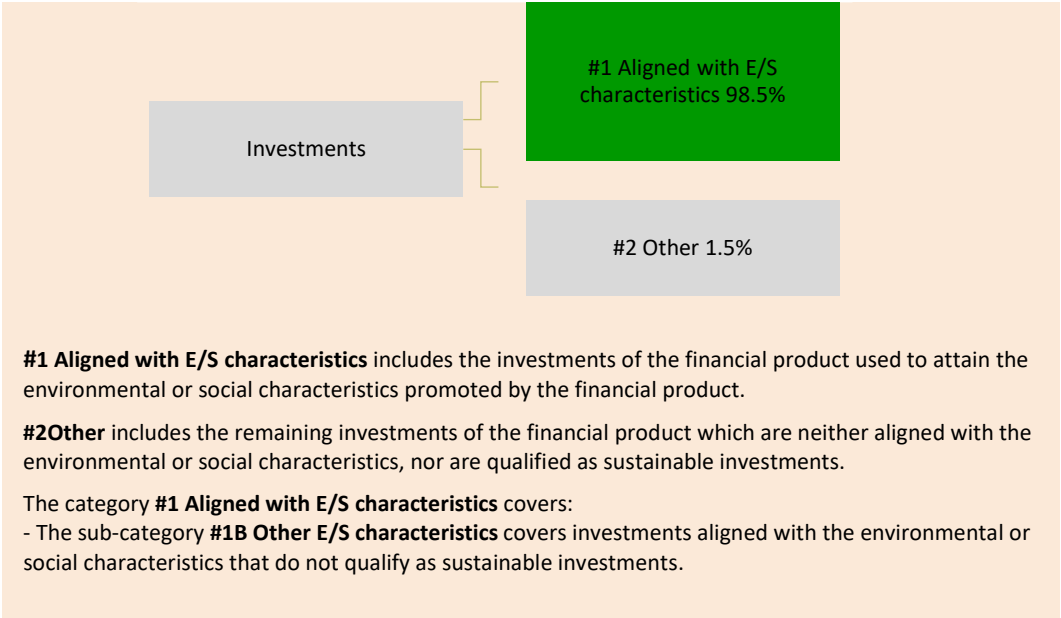 #1 Aligned with E/S
characteristics 98.5%
Investments
#2 Other 1.5%
#1 Aligned with E/S characteristics includes the investments of the financial product used to attain the
environmental or social characteristics promoted by the financial product.
#2Other includes the remaining investments of the financial product which are neither aligned with the
environmental or social characteristics, nor are qualified as sustainable investments.
The category #1 Aligned with E/S characteristics covers:
- The sub-category #1B Other E/S characteristics covers investments aligned with the environmental or
social characteristics that do not qualify as sustainable investments.